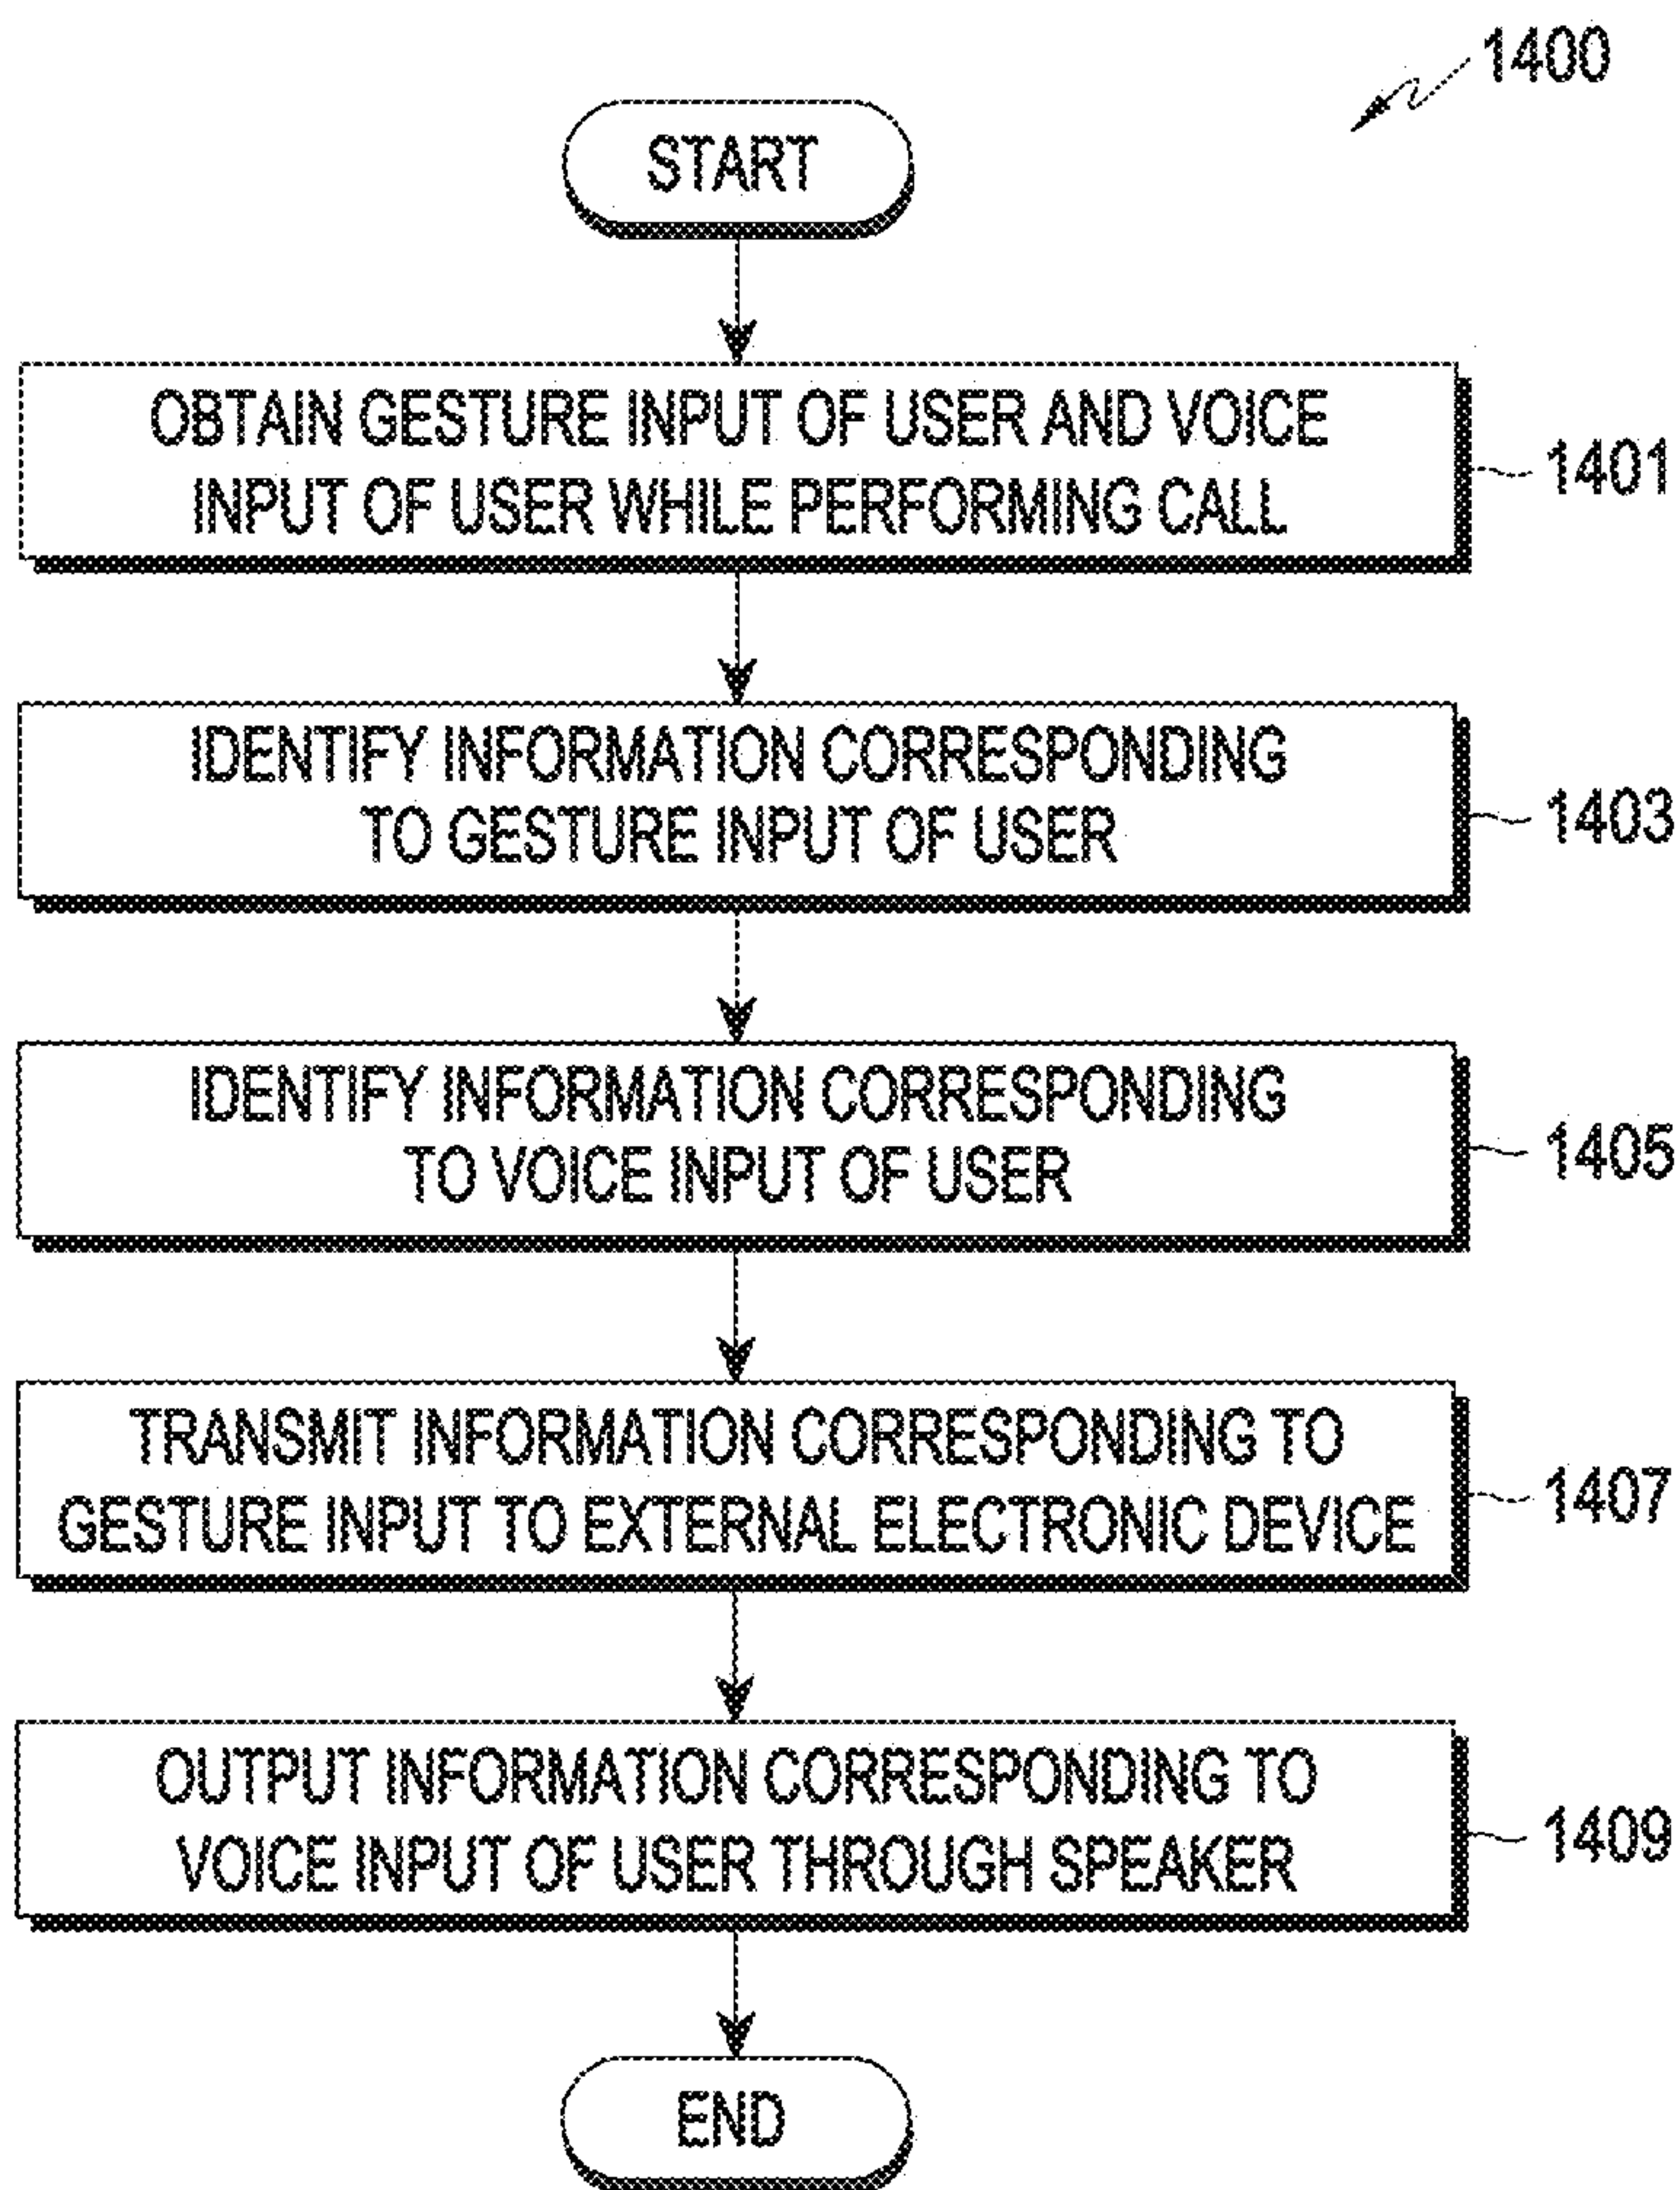 1400
START
OBTAIN GESTURE INPUT OF USER AND VOICE
INPUT OF USER WHILE PERFORMING CALL
1401
IDENTIFY INFORMATION CORRESPONDING
TO GESTURE INPUT OF USER
1403
IDENTIFY INFORMATION CORRESPONDING
TO VOICE INPUT OF USER
1405
TRANSMIT INFORMATION CORRESPONDING TO
GESTURE INPUT TO EXTERNAL ELECTRONIC DEVICE
1407
OUTPUT INFORMATION CORRESPONDING TO
VOICE INPUT OF USER THROUGH SPEAKER
1409
END